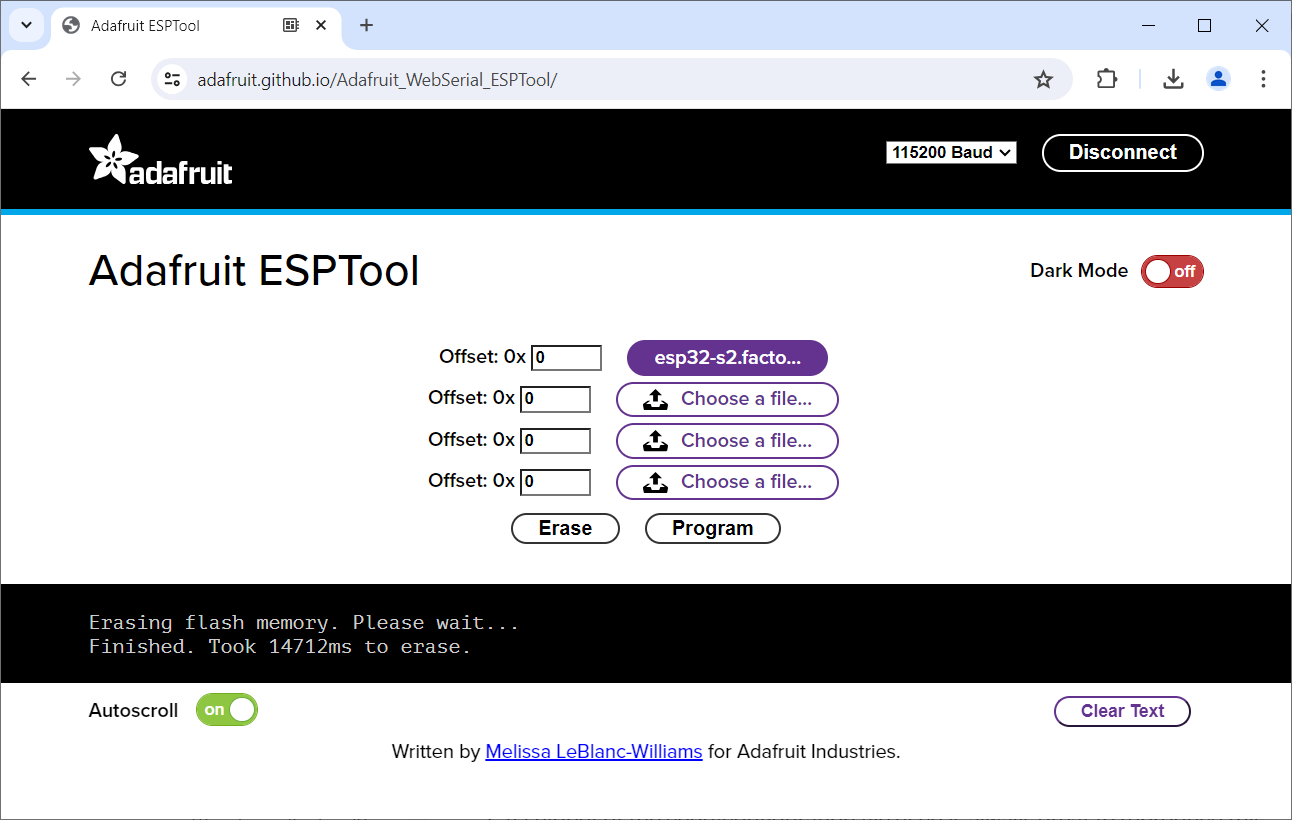 Adafruit ESPTool
adafruit.github.io/Adafruit_WebSerial_ESPTool/
adafruit
115200 Baud
Disconnect
Adafruit ESPTool
Dark Mode off
Offset: 0x 0 esp32-s2.facto...
Offset: 0x 0 Choose a file...
Offset: 0x 0 Choose a file...
Offset: 0x 0 Choose a file...
Erase Program
Erasing flash memory. Please wait...
Finished. Took 14712ms to erase.
Autoscroll on Clear Text
Written by Melissa LeBlanc-Williams for Adafruit Industries.